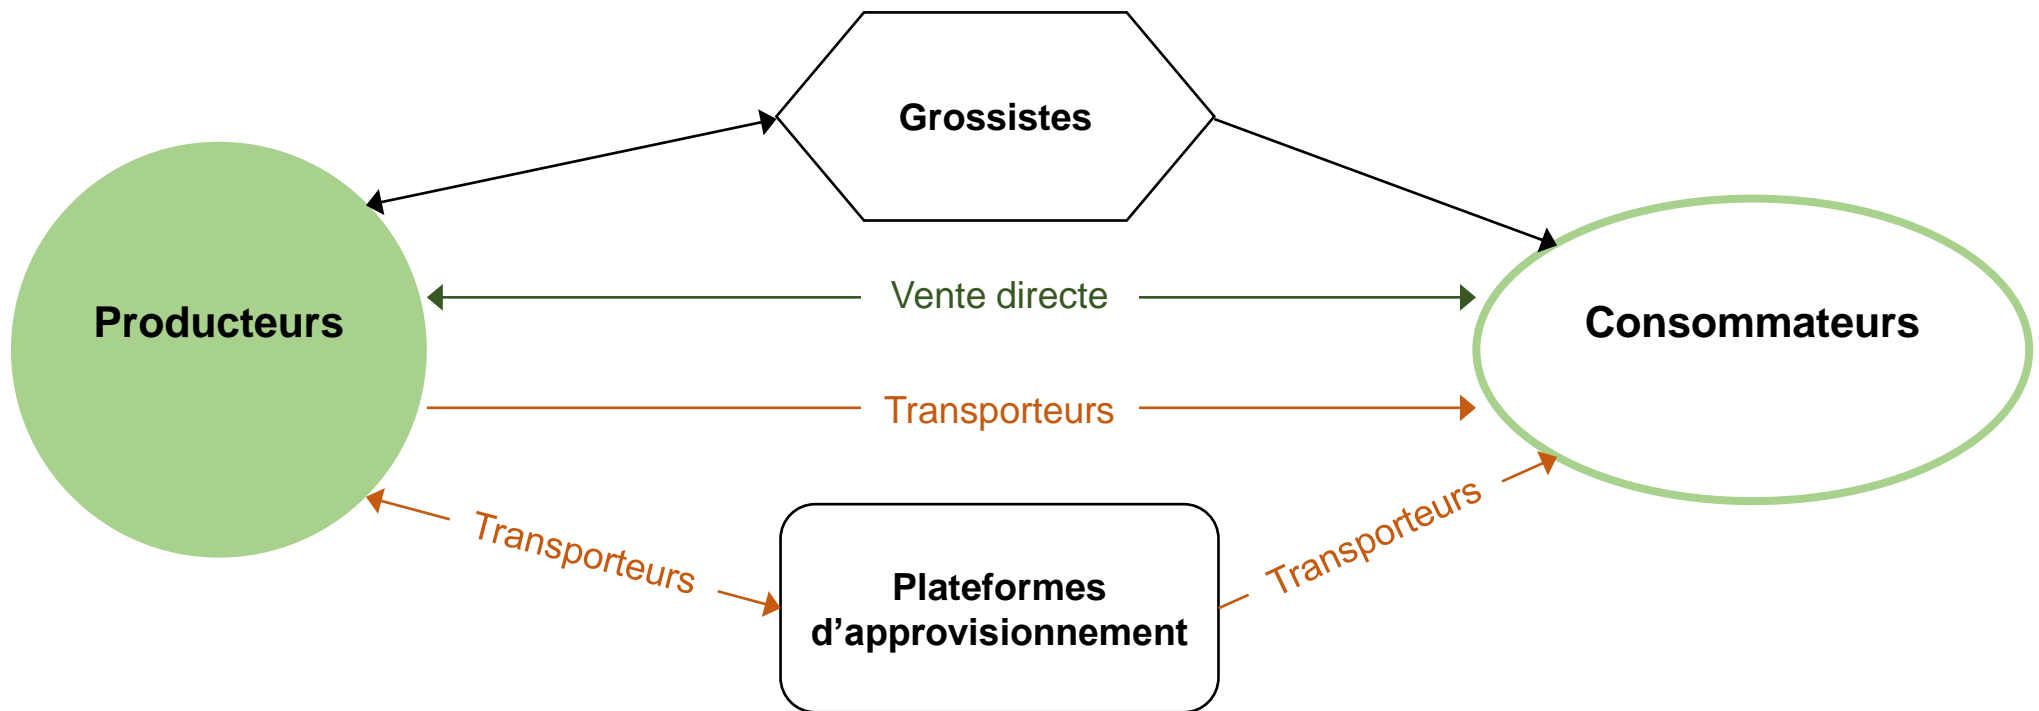 Grossistes
Producteurs
Vente directe
Consommateurs
Transporteurs
Transporteurs
Transporteurs
Plateformes
d’approvisionnement